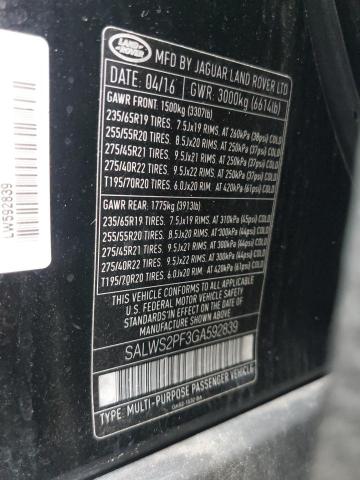 LAND
ROVER
MFD BY JAGUAR LAND ROVER LTD
DATE: 04/16 GWR: 3000kg (6614lb)
GAWR FRONT: 1500kg (3307lb)
235/65R19 TIRES, 7.5Jx19 RIMS, AT 260kPa (38psi) COLD
255/55R20 TIRES, 8.5Jx20 RIMS, AT 250kPa (37psi) COLD
275/45R21 TIRES, 9.5Jx21 RIMS, AT 250kPa (37psi) COLD
275/40R22 TIRES, 9.5Jx22 RIMS, AT 250kPa (37psi) COLD
T195/70R20 TIRES, 6.0Jx20 RIM, AT 420kPa (61psi) COLD
GAWR REAR: 1775kg (3913lb)
235/65R19 TIRES, 7.5Jx19 RIMS, AT 310kPa (45psi) COLD
255/55R20 TIRES, 8.5Jx20 RIMS, AT 300kPa (44psi) COLD
275/45R21 TIRES, 9.5Jx21 RIMS, AT 300kPa (44psi) COLD
275/40R22 TIRES, 9.5Jx22 RIMS, AT 300kPa (44psi) COLD
T195/70R20 TIRES, 6.0Jx20 RIM, AT 420kPa (61psi) COLD
THIS VEHICLE CONFORMS TO ALL APPLICABLE
U.S. FEDERAL MOTOR VEHICLE SAFETY
STANDARDS IN EFFECT ON THE DATE OF
MANUFACTURE SHOWN ABOVE
SALWS2PF3GA592839
TYPE: MULTI-PURPOSE PASSENGER VEHICLE
LW592839